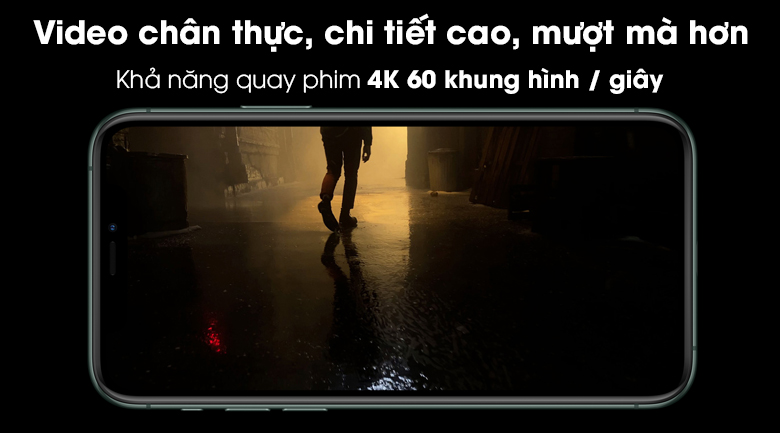 Video chân thực, chi tiết cao, mượt mà hơn
Khả năng quay phim 4K 60 khung hình / giây